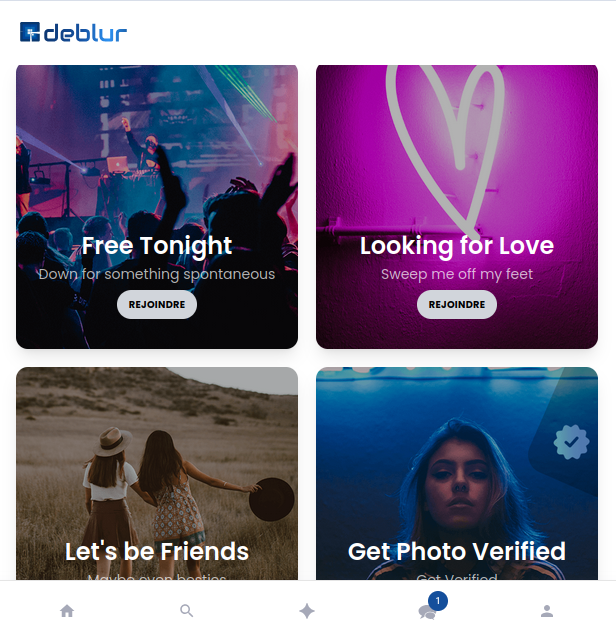 deblur
Free Tonight
Down for something spontaneous
REJOINDRE
Looking for Love
Sweep me off my feet
REJOINDRE
Let's be Friends
Maybe even besties
Get Photo Verified
Get Verified
1